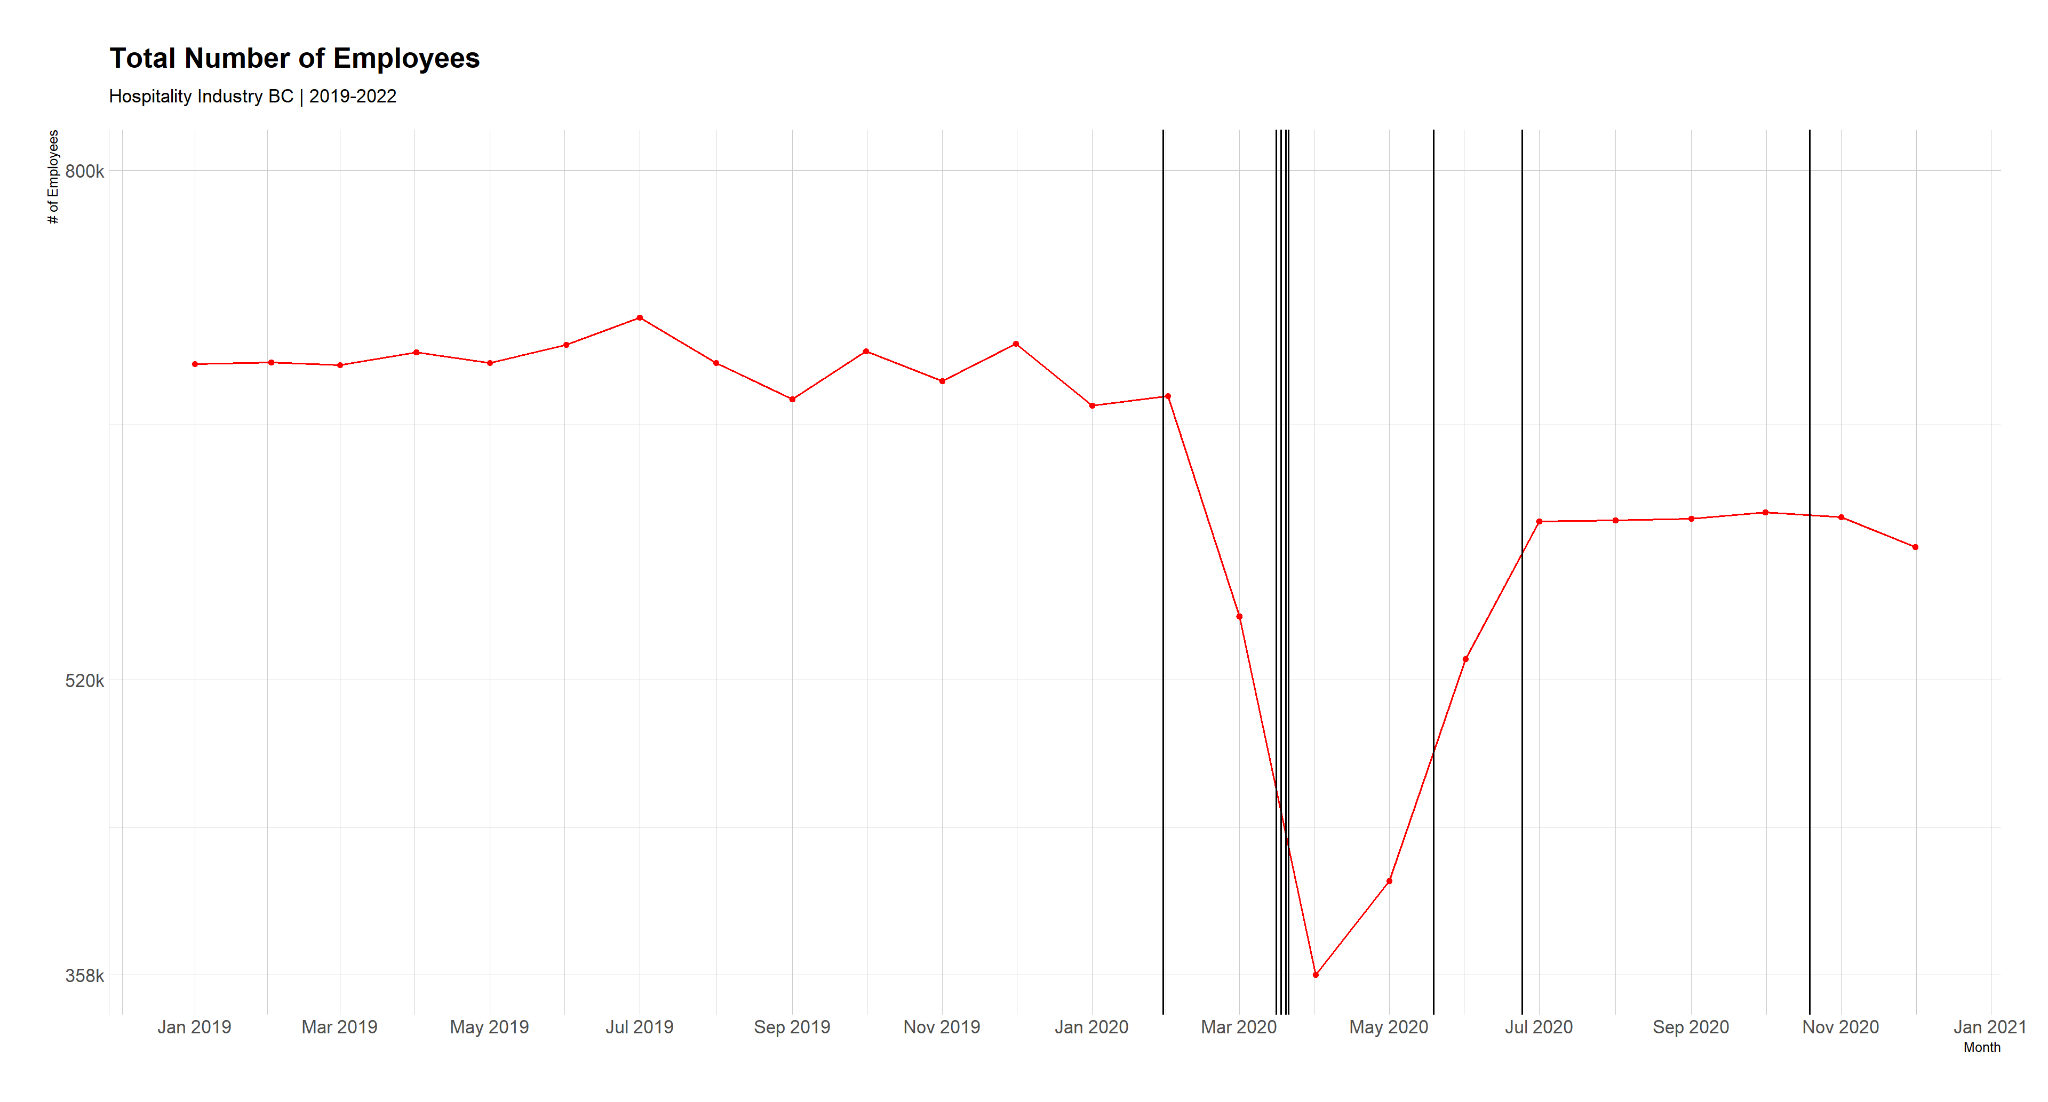 Total Number of Employees
Hospitality Industry BC | 2019-2022
# of Employees
800k
520k
358k
Jan 2019 Mar 2019 May 2019 Jul 2019 Sep 2019 Nov 2019 Jan 2020 Mar 2020 May 2020 Jul 2020 Sep 2020 Nov 2020 Jan 2021
Month